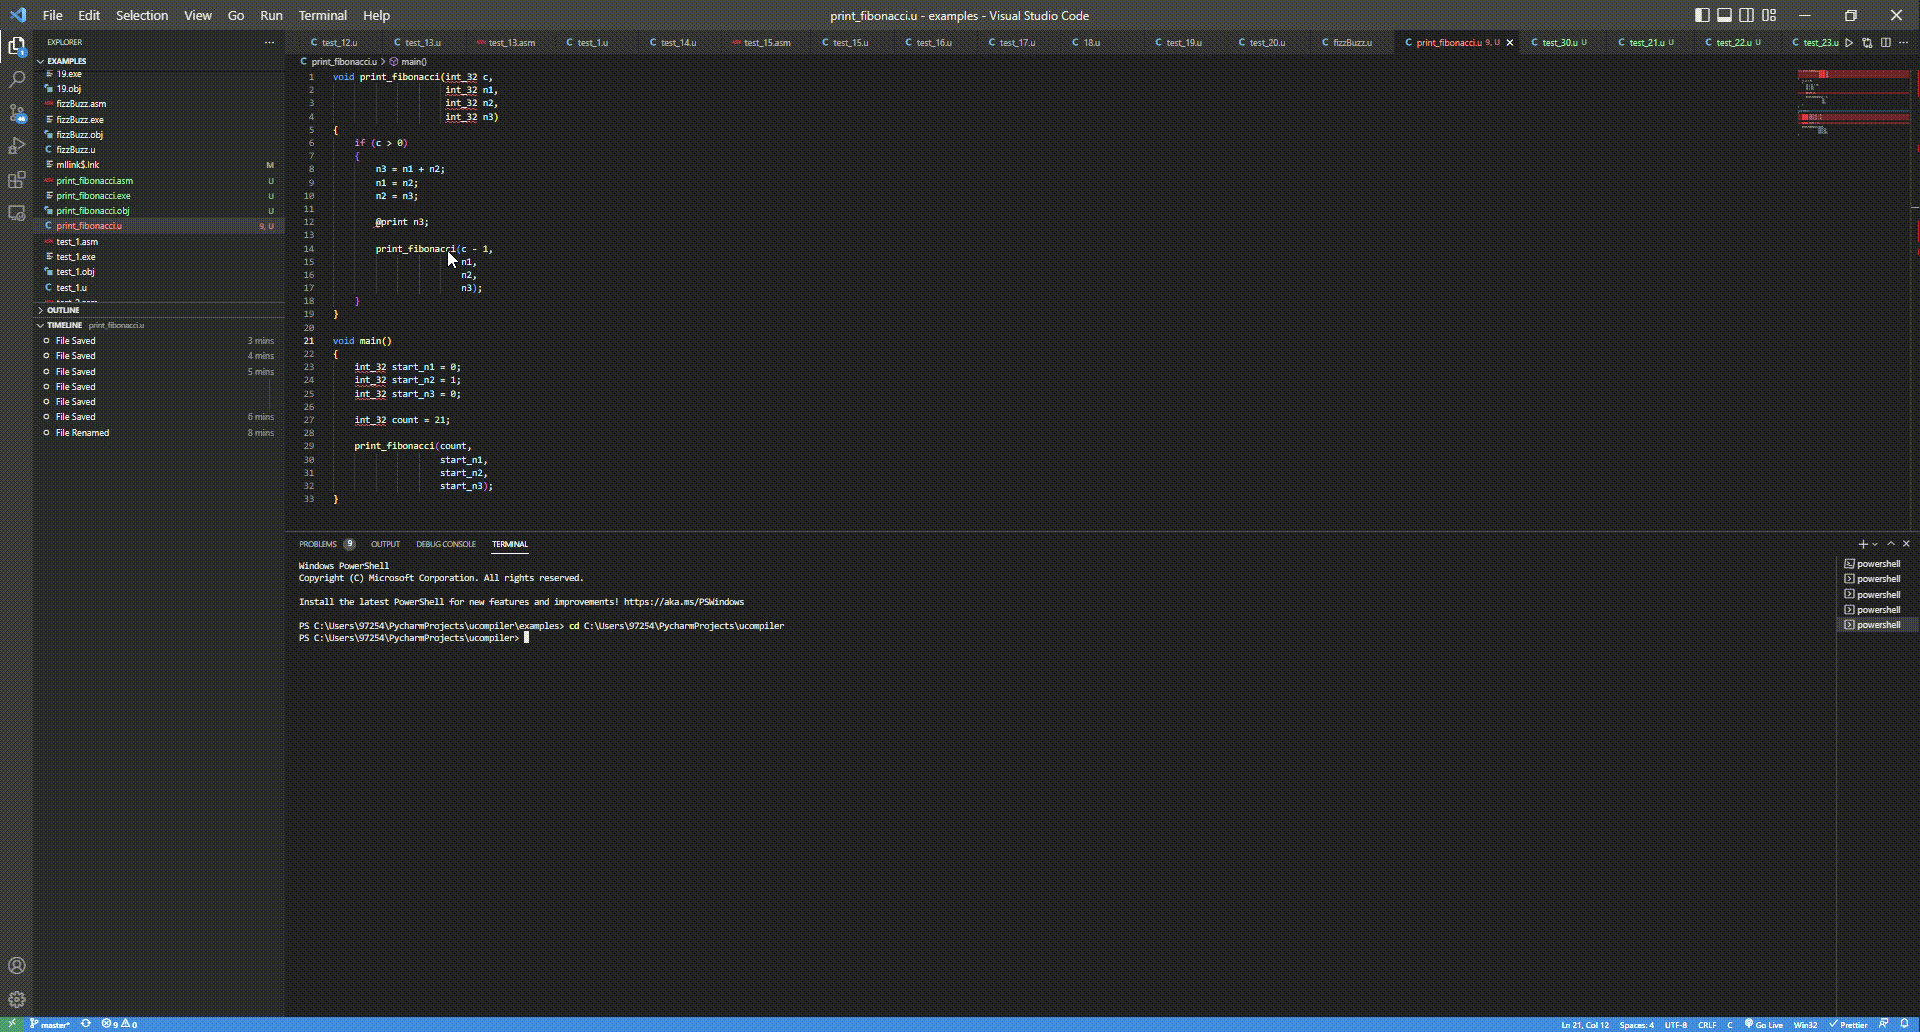 File Edit Selection View Go Run Terminal Help
print_fibonacci.u - examples - Visual Studio Code
EXPLORER
EXAMPLES
19.exe
19.obj
fizzBuzz.asm
fizzBuzz.exe
fizzBuzz.obj
fizzBuzz.u
mllink$.lnk M
print_fibonacci.asm U
print_fibonacci.exe U
print_fibonacci.obj U
print_fibonacci.u 9, U
test_1.asm
test_1.exe
test_1.obj
test_1.u
OUTLINE
TIMELINE print_fibonacci.u
File Saved 3 mins
File Saved 4 mins
File Saved 5 mins
File Saved
File Saved
File Saved 6 mins
File Renamed 8 mins
test_12.u test_13.u test_13.asm test_1.u test_14.u test_15.asm test_15.u test_16.u test_17.u 18.u test_19.u test_20.u fizzBuzz.u print_fibonacci.u 9, U test_30.u U test_21.u U test_22.u U test_23.u
print_fibonacci.u > main()
1 void print_fibonacci(int_32 c,
2 int_32 n1,
3 int_32 n2,
4 int_32 n3)
5 {
6 if (c > 0)
7 {
8 n3 = n1 + n2;
9 n1 = n2;
10 n2 = n3;
11
12 @print n3;
13
14 print_fibonacci(c - 1,
15 n1,
16 n2,
17 n3);
18 }
19 }
20
21 void main()
22 {
23 int_32 start_n1 = 0;
24 int_32 start_n2 = 1;
25 int_32 start_n3 = 0;
26
27 int_32 count = 21;
28
29 print_fibonacci(count,
30 start_n1,
31 start_n2,
32 start_n3);
33 }
PROBLEMS 9 OUTPUT DEBUG CONSOLE TERMINAL
Windows PowerShell
Copyright (C) Microsoft Corporation. All rights reserved.
Install the latest PowerShell for new features and improvements! https://aka.ms/PSWindows
PS C:\Users\97254\PycharmProjects\ucompiler\examples> cd C:\Users\97254\PycharmProjects\ucompiler
PS C:\Users\97254\PycharmProjects\ucompiler>
powershell
powershell
powershell
powershell
powershell
master* 9 0
Ln 21, Col 12 Spaces: 4 UTF-8 CRLF C Go Live Win32 Prettier